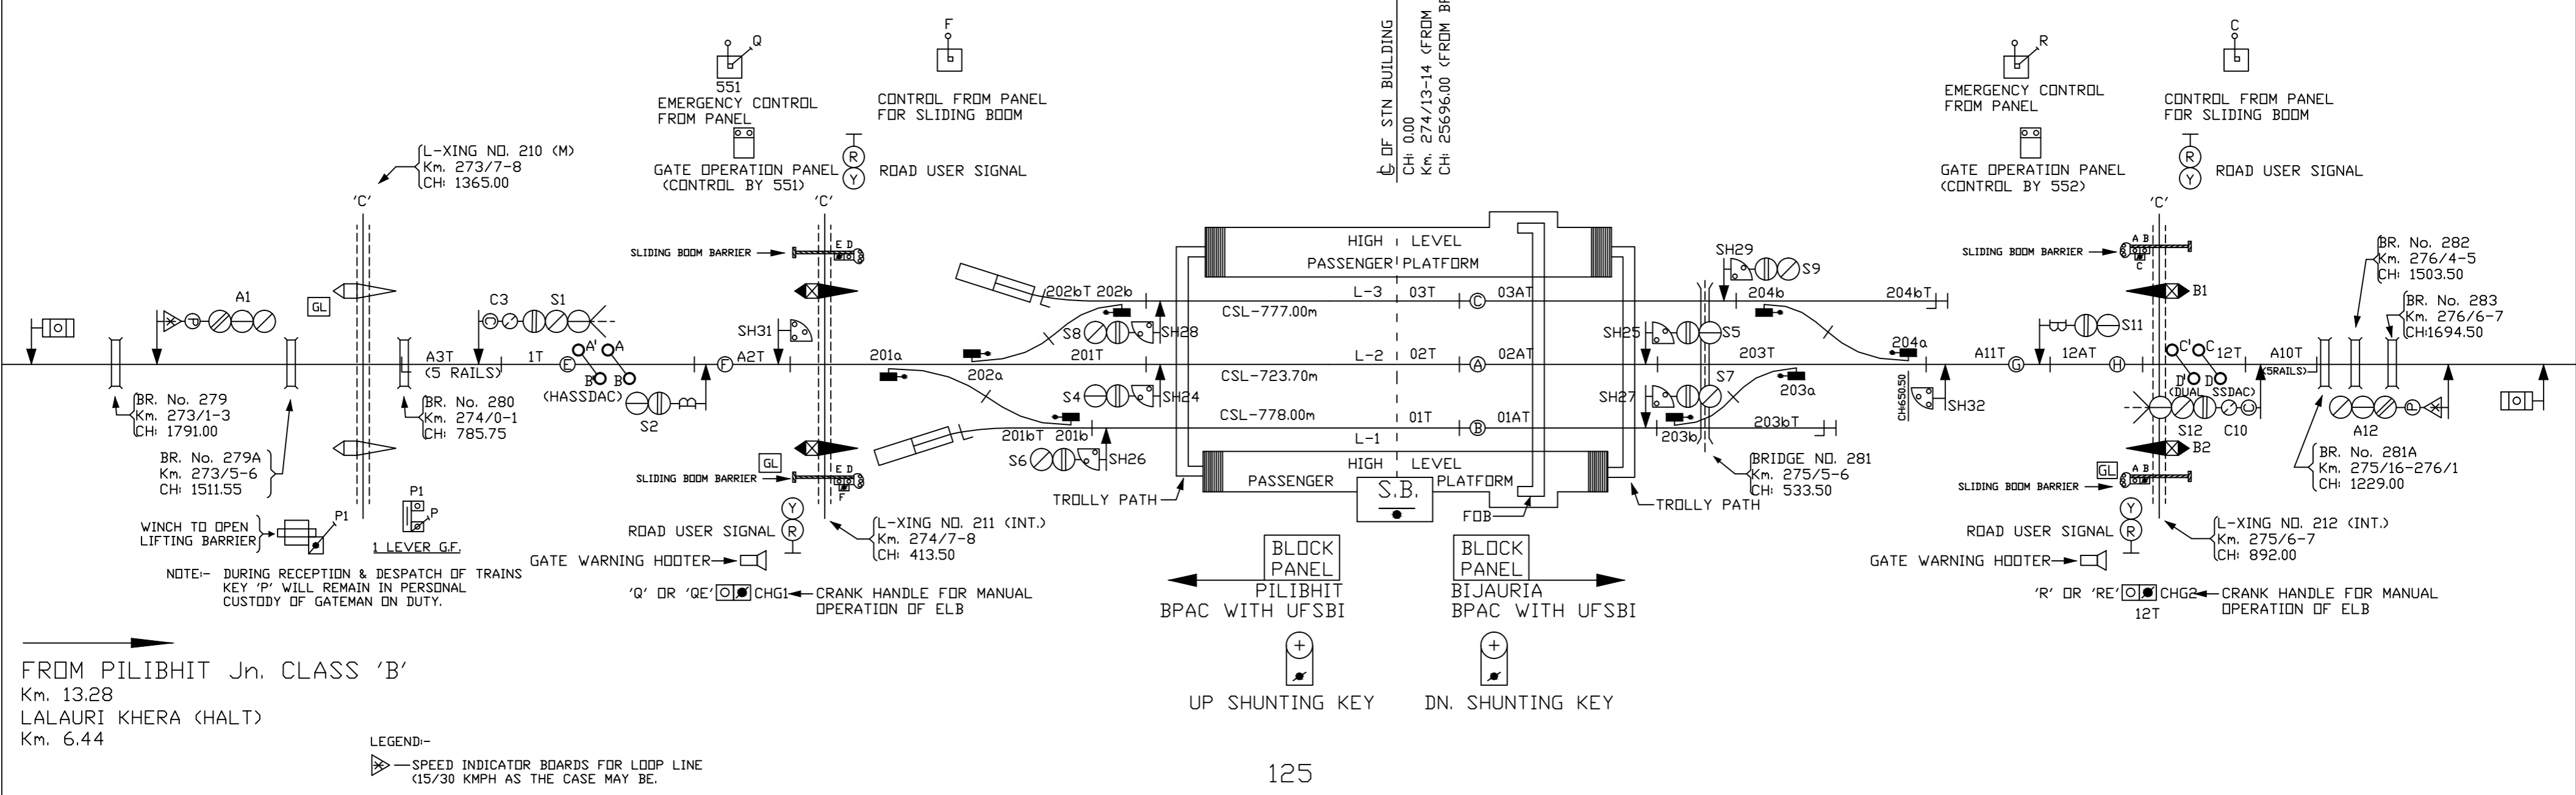 Q
551
EMERGENCY CONTROL
FROM PANEL
F
CONTROL FROM PANEL
FOR SLIDING BOOM
GATE OPERATION PANEL
(CONTROL BY 551)
R
Y
ROAD USER SIGNAL
L-XING NO. 210 (M)
Km. 273/7-8
CH: 1365.00
'C'
'C'
℄ OF STN BUILDING
CH: 0.00
Km. 274/13-14 (FROM
CH: 25696.00 (FROM
R
EMERGENCY CONTROL
FROM PANEL
C
CONTROL FROM PANEL
FOR SLIDING BOOM
GATE OPERATION PANEL
(CONTROL BY 552)
R
Y
ROAD USER SIGNAL
'C'
SLIDING BOOM BARRIER
E D
SLIDING BOOM BARRIER
A B
C
BR. No. 282
Km. 276/4-5
CH: 1503.50
BR. No. 283
Km. 276/6-7
CH:1694.50
HIGH LEVEL
PASSENGER PLATFORM
SH29
S9
A1
P
GL
C3
C
S1
SH31
202bT
202b
L-3
03T
C
03AT
CSL-777.00m
204b
204bT
B1
S11
B
S8
SH28
SH25
S5
A3T
(5 RAILS)
1T
E
A'
A
B'
B
(HASSDAC)
F
A2T
201a
202a
201T
L-2
02T
A
02AT
CSL-723.70m
203T
204a
A11T
G
12AT
H
C'
C
D'
D
12T
(DUAL SSDAC)
A10T
(5RAILS)
BR. No. 279
Km. 273/1-3
CH: 1791.00
BR. No. 280
Km. 274/0-1
CH: 785.75
S2
B
S4
SH24
SH27
S7
203a
CH650.50
SH32
S12
C10
C
A12
P
CSL-778.00m
01T
B
01AT
L-1
201bT
201b
203b
203bT
S6
SH26
B2
BR. No. 279A
Km. 273/5-6
CH: 1511.55
GL
SLIDING BOOM BARRIER
E D
F
HIGH LEVEL
PASSENGER PLATFORM
S.B.
FOB
TROLLY PATH
TROLLY PATH
BRIDGE NO. 281
Km. 275/5-6
CH: 533.50
GL
A B
SLIDING BOOM BARRIER
BR. No. 281A
Km. 275/16-276/1
CH: 1229.00
WINCH TO OPEN
LIFTING BARRIER
P1
P1
P
1 LEVER G.F.
Y
R
ROAD USER SIGNAL
GATE WARNING HOOTER
L-XING NO. 211 (INT.)
Km. 274/7-8
CH: 413.50
Y
R
ROAD USER SIGNAL
GATE WARNING HOOTER
L-XING NO. 212 (INT.)
Km. 275/6-7
CH: 892.00
NOTE:- DURING RECEPTION & DESPATCH OF TRAINS
KEY 'P' WILL REMAIN IN PERSONAL
CUSTODY OF GATEMAN ON DUTY.
'Q' OR 'QE'
CHG1
CRANK HANDLE FOR MANUAL
OPERATION OF ELB
BLOCK
PANEL
PILIBHIT
BPAC WITH UFSBI
BLOCK
PANEL
BIJAURIA
BPAC WITH UFSBI
'R' OR 'RE'
CHG2
12T
CRANK HANDLE FOR MANUAL
OPERATION OF ELB
UP SHUNTING KEY
DN. SHUNTING KEY
FROM PILIBHIT Jn. CLASS 'B'
Km. 13.28
LALAURI KHERA (HALT)
Km. 6.44
LEGEND:-
SPEED INDICATOR BOARDS FOR LOOP LINE
(15/30 KMPH AS THE CASE MAY BE.
125